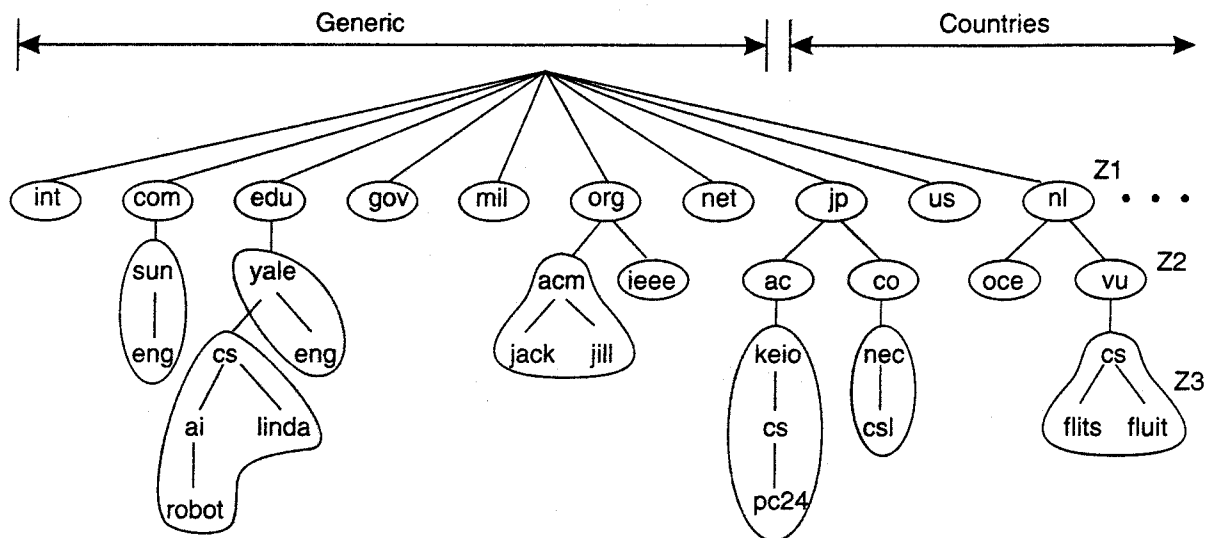 Generic Countries
Z1
int com edu gov mil org net jp us nl • • •
Z2
sun yale acm ieee ac co oce vu
eng cs eng jack jill keio nec cs
Z3
ai linda cs csl flits fluit
robot pc24